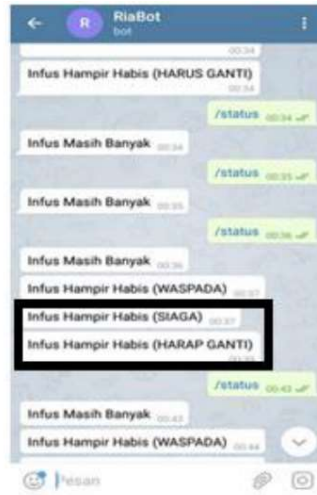 R
RiaBot
bot
00:34
Infus Hampir Habis (HARUS GANTI)
00:34
/status 00:34
Infus Masih Banyak 00:34
/status 00:35
Infus Masih Banyak 00:35
/status 00:36
Infus Masih Banyak 00:36
Infus Hampir Habis (WASPADA) 00:37
Infus Hampir Habis (SIAGA) 00:37
Infus Hampir Habis (HARAP GANTI)
/status 00:43
Infus Masih Banyak 00:43
Infus Hampir Habis (WASPADA) 00:44
Pesan